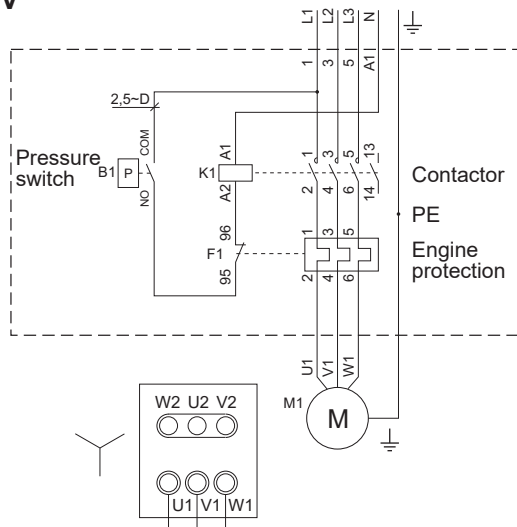 V
L1 L2 L3 N
1 3 5 A1
2,5~D
COM
Pressure
switch
B1 P
NO
A1
K1
A2
1 3 5 13
2 4 6 14
Contactor
PE
96
F1
95
1 3 5
2 4 6
Engine
protection
U1 V1 W1
M1
M
W2 U2 V2
U1 V1 W1